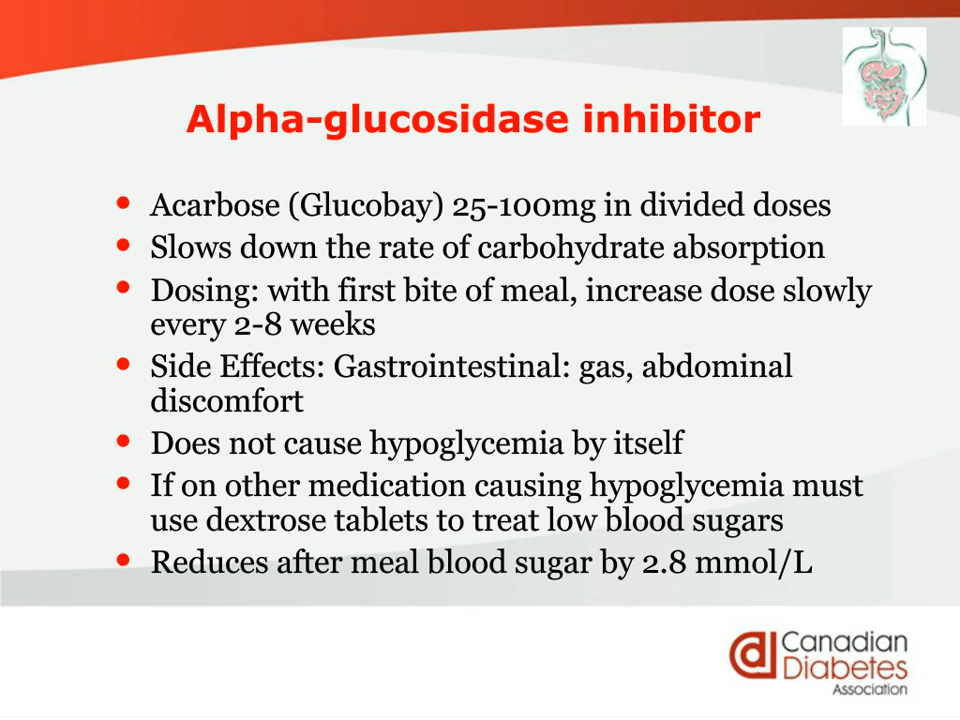 Alpha-glucosidase inhibitor
• Acarbose (Glucobay) 25-100mg in divided doses
• Slows down the rate of carbohydrate absorption
• Dosing: with first bite of meal, increase dose slowly
every 2-8 weeks
• Side Effects: Gastrointestinal: gas, abdominal
discomfort
• Does not cause hypoglycemia by itself
• If on other medication causing hypoglycemia must
use dextrose tablets to treat low blood sugars
• Reduces after meal blood sugar by 2.8 mmol/L
Canadian
Diabetes
Association